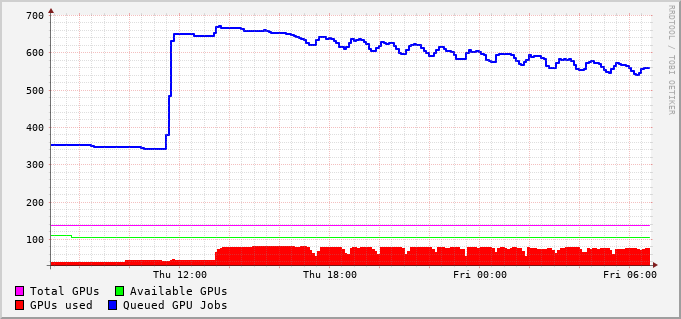 700
600
500
400
300
200
100
Thu 12:00 Thu 18:00 Fri 00:00 Fri 06:00
Total GPUs Available GPUs
GPUs used Queued GPU Jobs
RRDTOOL / TOBI OETIKER